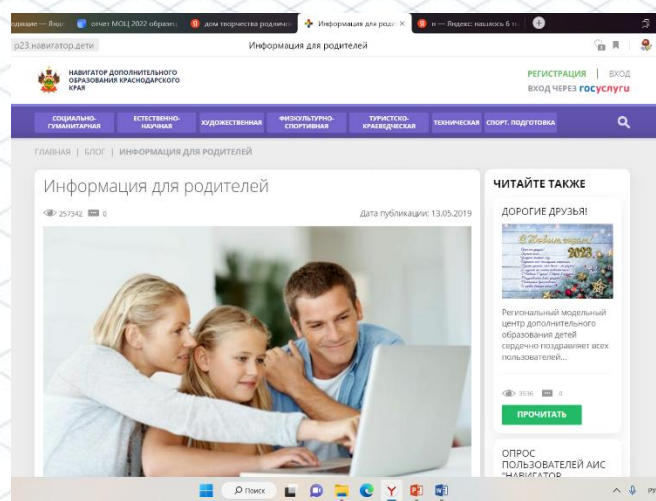 отчет МОЦ 2022 образец
дом творчества родничо
Информация для роди
н — Яндекс: нашлось 6 т
р23.навигатор.дети
Информация для родителей
НАВИГАТОР ДОПОЛНИТЕЛЬНОГО
ОБРАЗОВАНИЯ КРАСНОДАРСКОГО
КРАЯ
РЕГИСТРАЦИЯ | ВХОД
ВХОД ЧЕРЕЗ госуслуги
СОЦИАЛЬНО-
ГУМАНИТАРНАЯ
ЕСТЕСТВЕННО-
НАУЧНАЯ
ХУДОЖЕСТВЕННАЯ
ФИЗКУЛЬТУРНО-
СПОРТИВНАЯ
ТУРИСТСКО-
КРАЕВЕДЧЕСКАЯ
ТЕХНИЧЕСКАЯ
СПОРТ. ПОДГОТОВКА
ГЛАВНАЯ | БЛОГ | ИНФОРМАЦИЯ ДЛЯ РОДИТЕЛЕЙ
Информация для родителей
257342 0
Дата публикации: 13.05.2019
ЧИТАЙТЕ ТАКЖЕ
ДОРОГИЕ ДРУЗЬЯ!
С Новым годом!
2023
Региональный модельный
центр дополнительного
образования детей
сердечно поздравляет всех
пользователей...
3536 0
ПРОЧИТАТЬ
ОПРОС
ПОЛЬЗОВАТЕЛЕЙ АИС
"НАВИГАТОР
Поиск
РУ